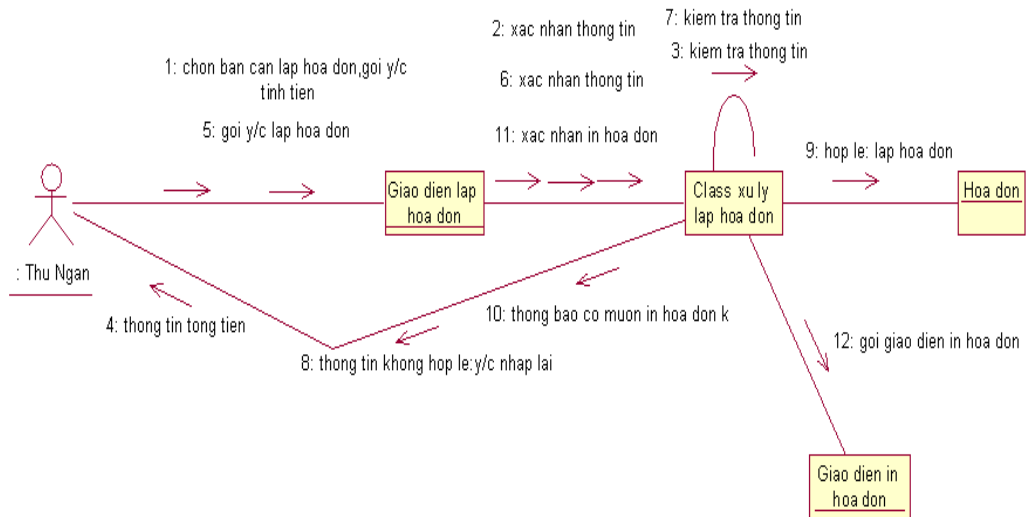 2: xac nhan thong tin
7: kiem tra thong tin
3: kiem tra thong tin
1: chon ban can lap hoa don,goi y/c
tinh tien
6: xac nhan thong tin
5: goi y/c lap hoa don
11: xac nhan in hoa don
9: hop le: lap hoa don
Giao dien lap
hoa don
Class xu ly
lap hoa don
Hoa don
: Thu Ngan
4: thong tin tong tien
10: thong bao co muon in hoa don k
8: thong tin khong hop le:y/c nhap lai
12: goi giao dien in hoa don
Giao dien in
hoa don